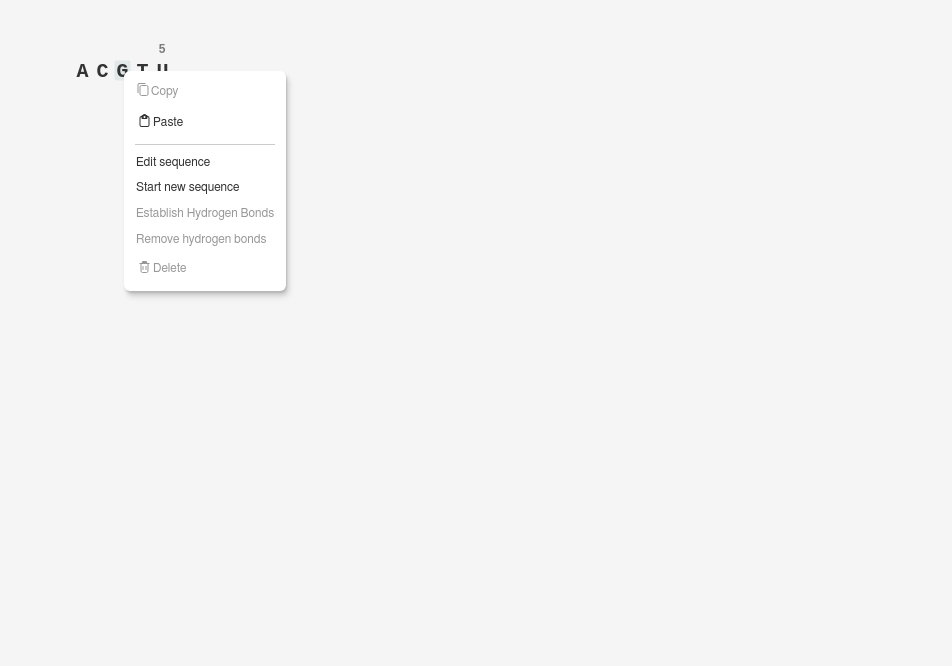 5
A C G T U
Copy
Paste
Edit sequence
Start new sequence
Establish Hydrogen Bonds
Remove hydrogen bonds
Delete